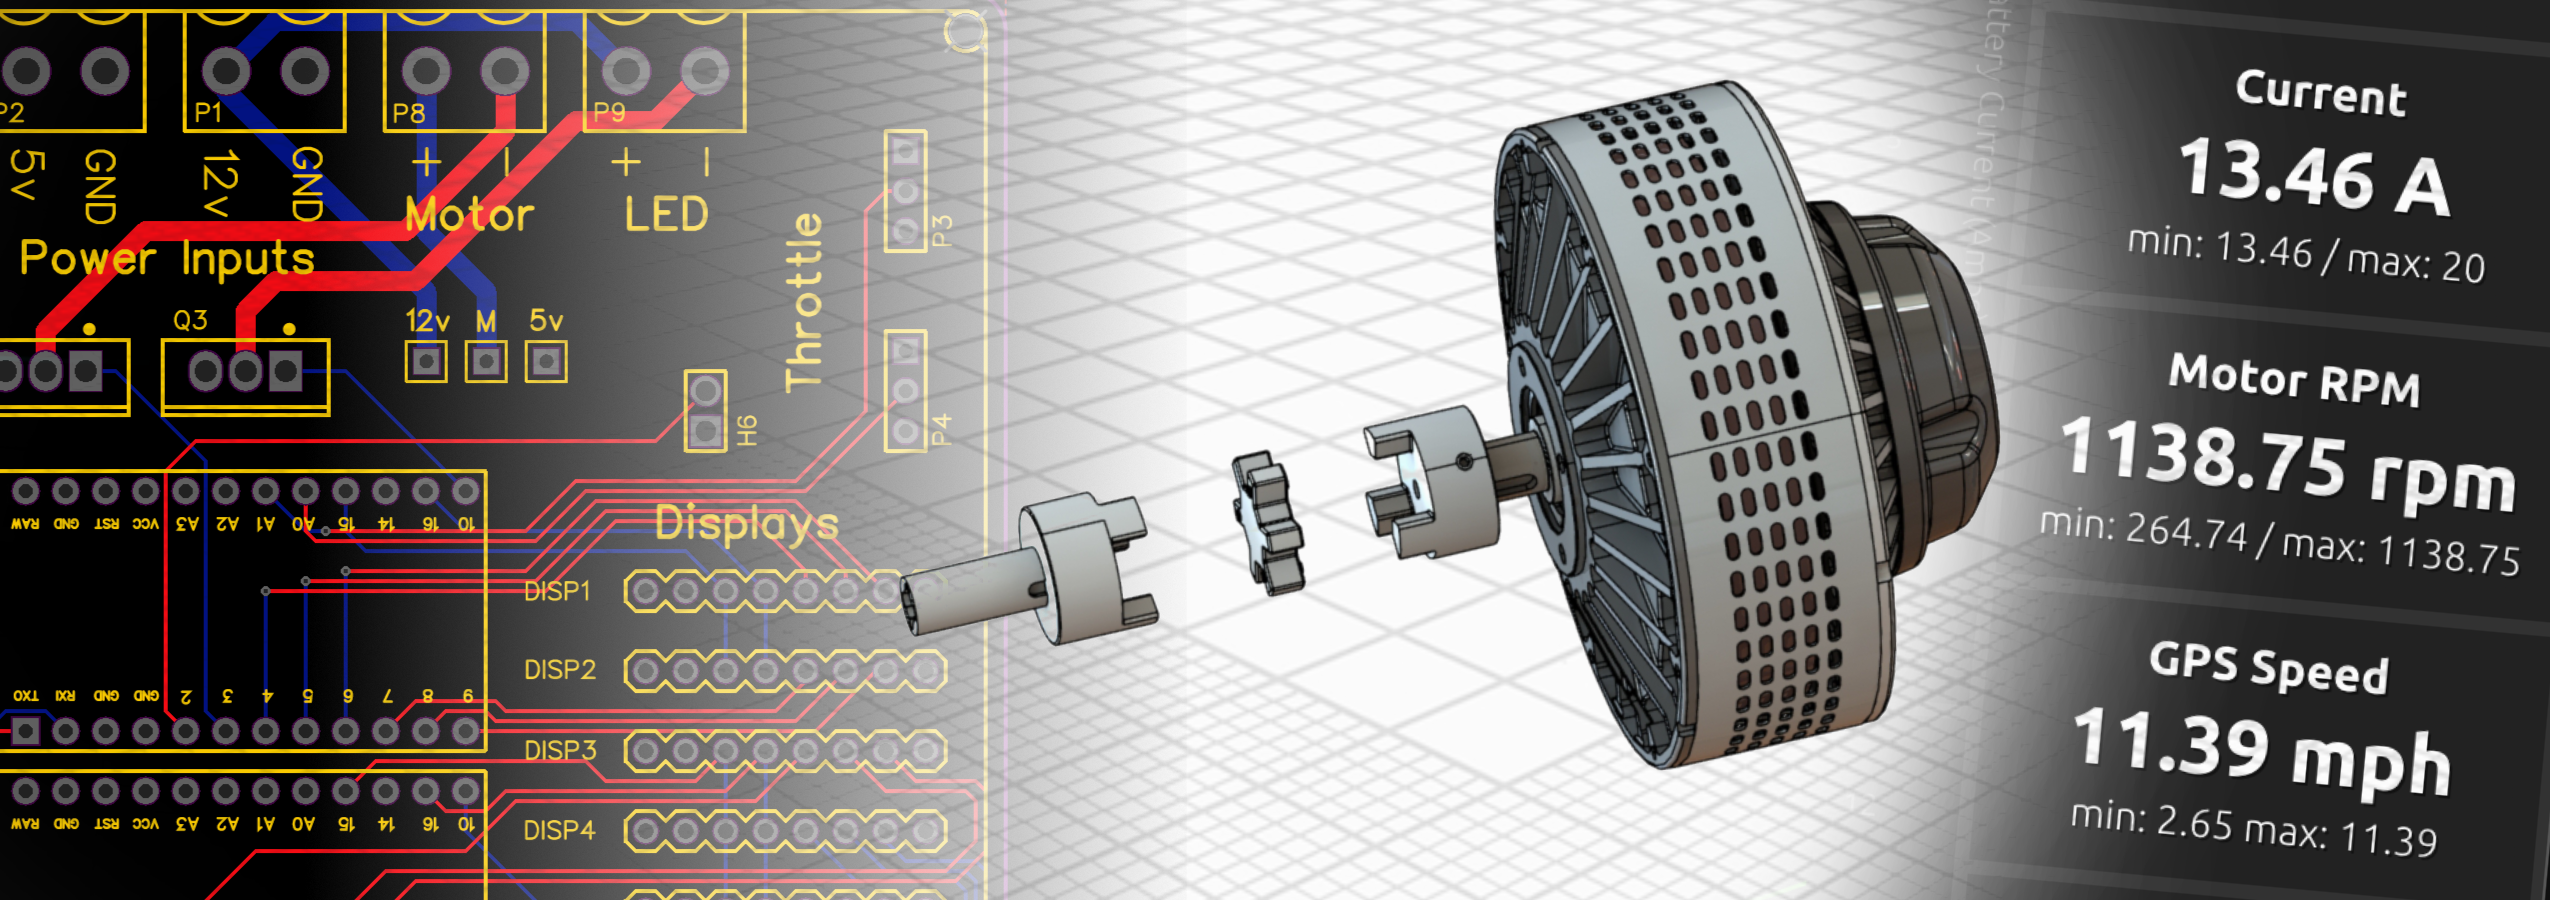 P2
P1
P8
P9
5v
GND
12v
GND
+
−
+
−
Motor
LED
Power Inputs
Throttle
P3
Q3
12v
M
5v
H6
P4
RAW
GND
RST
VCC
A3
A2
A1
A0
15
14
16
10
Displays
DISP1
DISP2
TX0
RXI
GND
GND
2
3
4
5
6
7
8
9
DISP3
RAW
GND
RST
VCC
A3
A2
A1
A0
15
14
16
10
DISP4
Current
13.46 A
min: 13.46 / max: 20
Motor RPM
1138.75 rpm
min: 264.74 / max: 1138.75
GPS Speed
11.39 mph
min: 2.65 max: 11.39